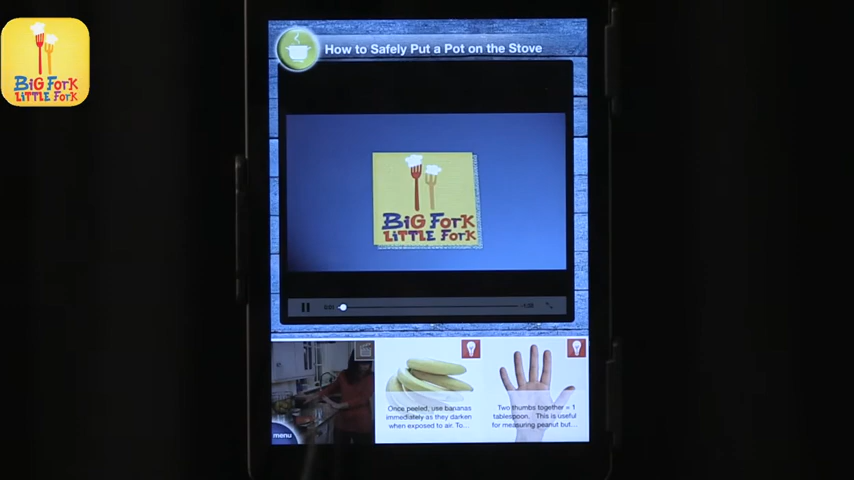 BIG FORK
LITTLE FORK
How to Safely Put a Pot on the Stove
BIG FORK
LITTLE FORK
Once peeled, use bananas
immediately as they darken
when exposed to air. To...
Two thumbs together = 1
tablespoon. This is useful
for measuring peanut but...
menu